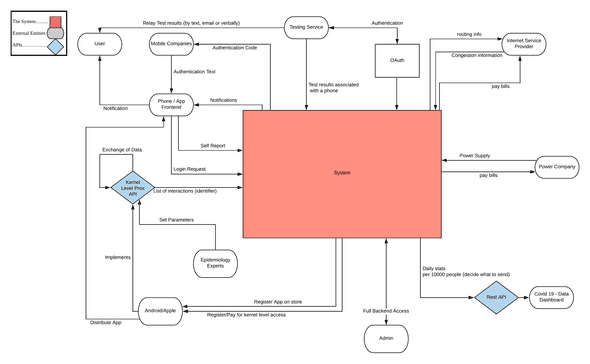 The System
External Entities
APIs
Relay Test results (by text, email or verbally)
Testing Service
Authentication
User
Mobile Companies
Authentication Code
routing info
Internet Service
Provider
Congestion information
OAuth
Authentication Text
Test results associated
with a phone
pay bills
Notification
Phone / App
Frontend
Notifications
Self Report
Exchange of Data
Login Request
System
Power Supply
Power Company
pay bills
Kernel
Level Prox
API
List of interactions (identifier)
Set Parameters
Epidemiology
Experts
Implements
Daily stats
per 10000 people (decide what to send)
Rest API
Covid 19 - Data
Dashboard
Register App on store
Android/Apple
Register/Pay for kernel level access
Full Backend Access
Distribute App
Admin